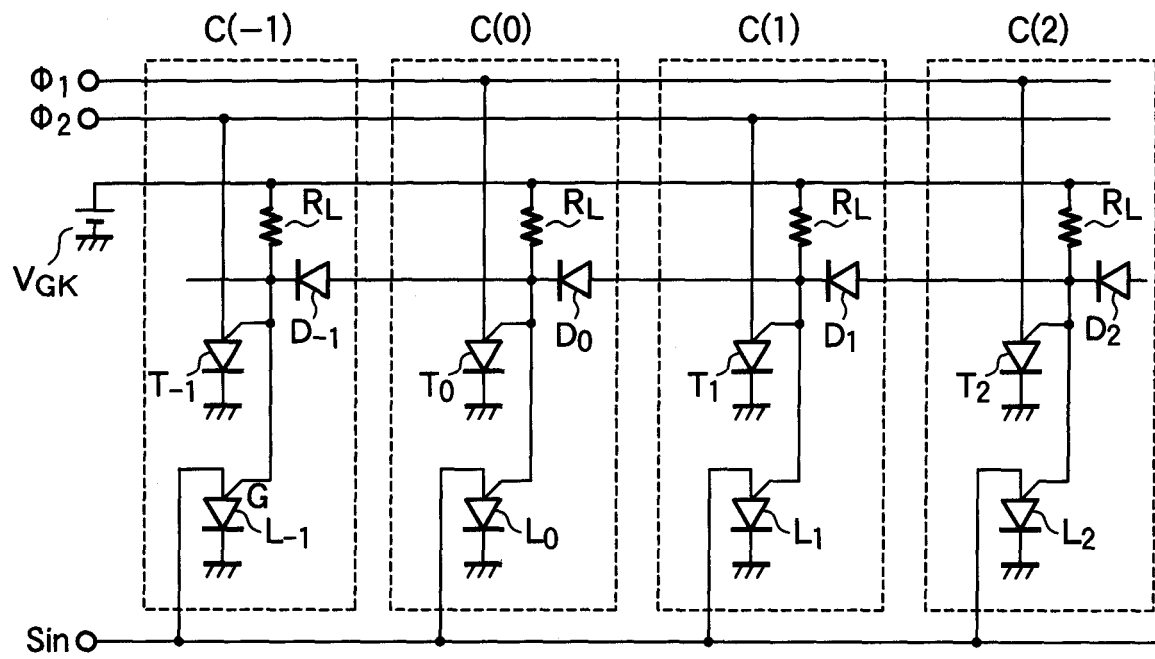 C(-1) C(0) C(1) C(2)
Φ1
Φ2
RL RL RL RL
VGK
D-1 D0 D1 D2
T-1 T0 T1 T2
G
L-1 L0 L1 L2
Sin